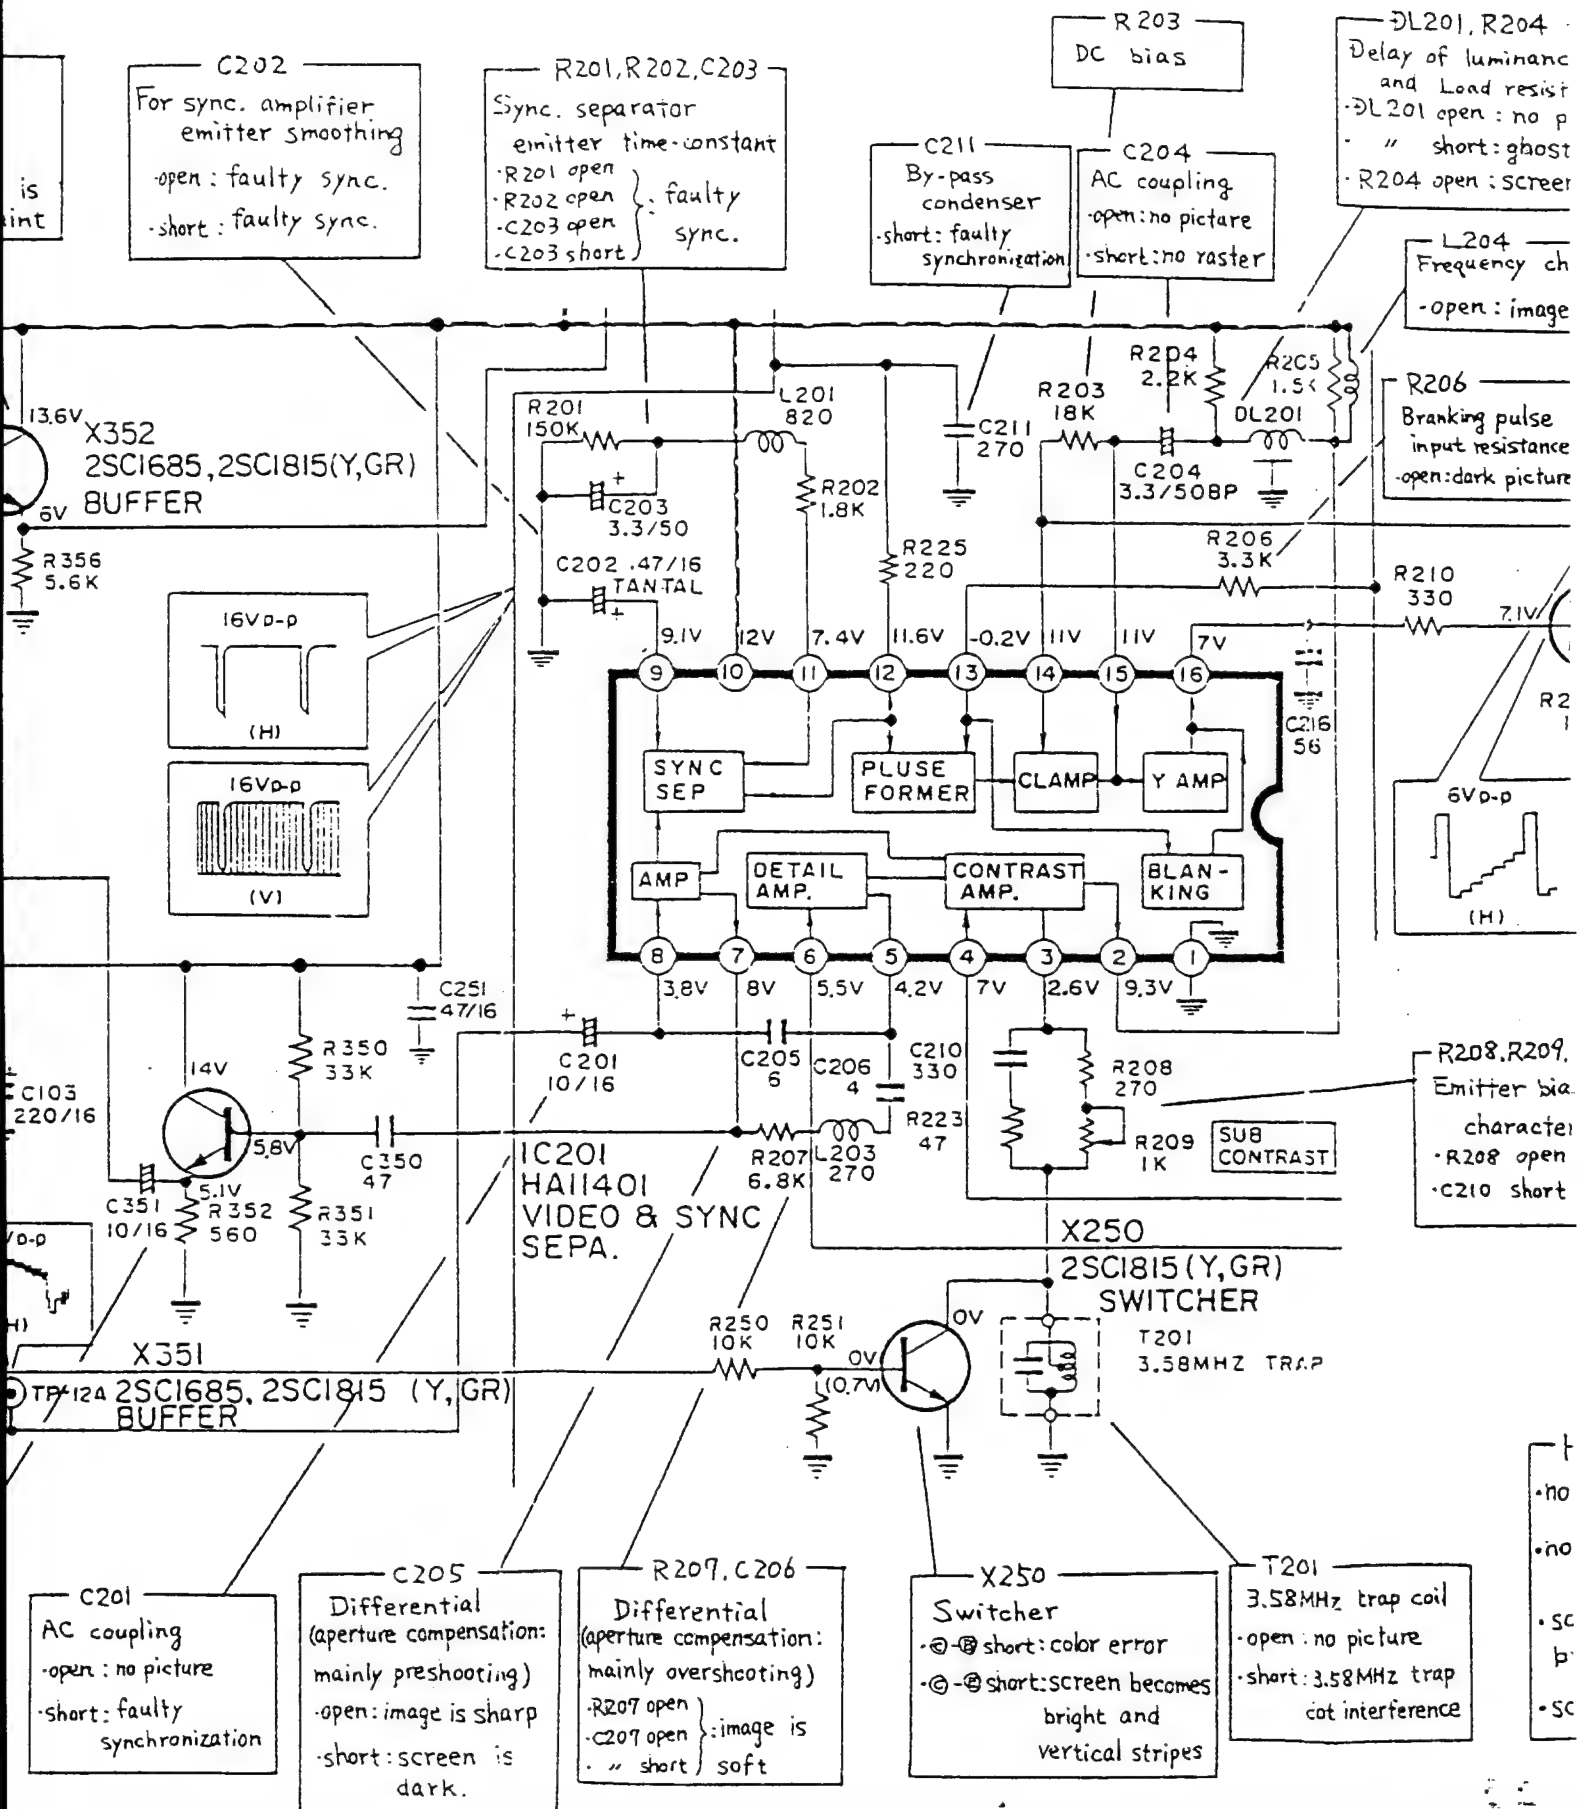 R203
DC bias
DL201, R204
Delay of luminanc
and Load resist
·DL201 open : no p
· " short : ghost
· R204 open : screen
C202
For sync. amplifier
emitter smoothing
·open : faulty sync.
·short : faulty sync.
R201, R202, C203
Sync. separator
emitter time-constant
·R201 open
·R202 open
·C203 open
·C203 short
: faulty
sync.
C211
By-pass
condenser
·short : faulty
synchronization
C204
AC coupling
·open : no picture
·short : no raster
is
aint
L204
Frequency ch
·open : image
R206
Branking pulse
input resistance
·open : dark picture
13.6V
X352
2SC1685, 2SC1815(Y,GR)
BUFFER
6V
R356
5.6K
R201
150K
L201
820
C203
3.3/50
R202
1.8K
C202 .47/16
TANTAL
C211
270
R225
220
R203
18K
R204
2.2K
R205
1.5K
DL201
C204
3.3/50BP
R206
3.3K
R210
330
7.1V
16Vp-p
(H)
16Vp-p
(V)
9.1V
12V
7.4V
11.6V
-0.2V
11V
11V
7V
9
10
11
12
13
14
15
16
C216
56
R2
6Vp-p
(H)
SYNC
SEP
PLUSE
FORMER
CLAMP
Y AMP
AMP
DETAIL
AMP.
CONTRAST
AMP.
BLAN-
KING
8
7
6
5
4
3
2
1
3.8V
8V
5.5V
4.2V
7V
2.6V
9.3V
C251
47/16
C201
10/16
C205
6
C206
4
C210
330
R223
47
R208
270
R209
1K
SUB
CONTRAST
R208, R209,
Emitter bia
character
·R208 open
·C210 short
C103
220/16
14V
R350
33K
5.8V
C350
47
5.1V
C351
10/16
R352
560
R351
33K
R207
6.8K
L203
270
IC201
HA11401
VIDEO & SYNC
SEPA.
X250
2SC1815(Y,GR)
SWITCHER
Vp-p
H)
X351
TP-12A 2SC1685, 2SC1815 (Y,GR)
BUFFER
R250
10K
R251
10K
0V
(0.7V)
0V
T201
3.58MHZ TRAP
C201
AC coupling
·open : no picture
·short : faulty
synchronization
C205
Differential
(aperture compensation:
mainly preshooting)
·open : image is sharp
·short : screen is
dark.
R207, C206
Differential
(aperture compensation:
mainly overshooting)
·R207 open
·C207 open
· " short
: image is
soft
X250
Switcher
·Ⓒ-Ⓑ short : color error
·Ⓒ-Ⓔ short : screen becomes
bright and
vertical stripes
T201
3.58MHz trap coil
·open : no picture
·short : 3.58MHz trap
cot interference
·no
·no
·sc
·sc